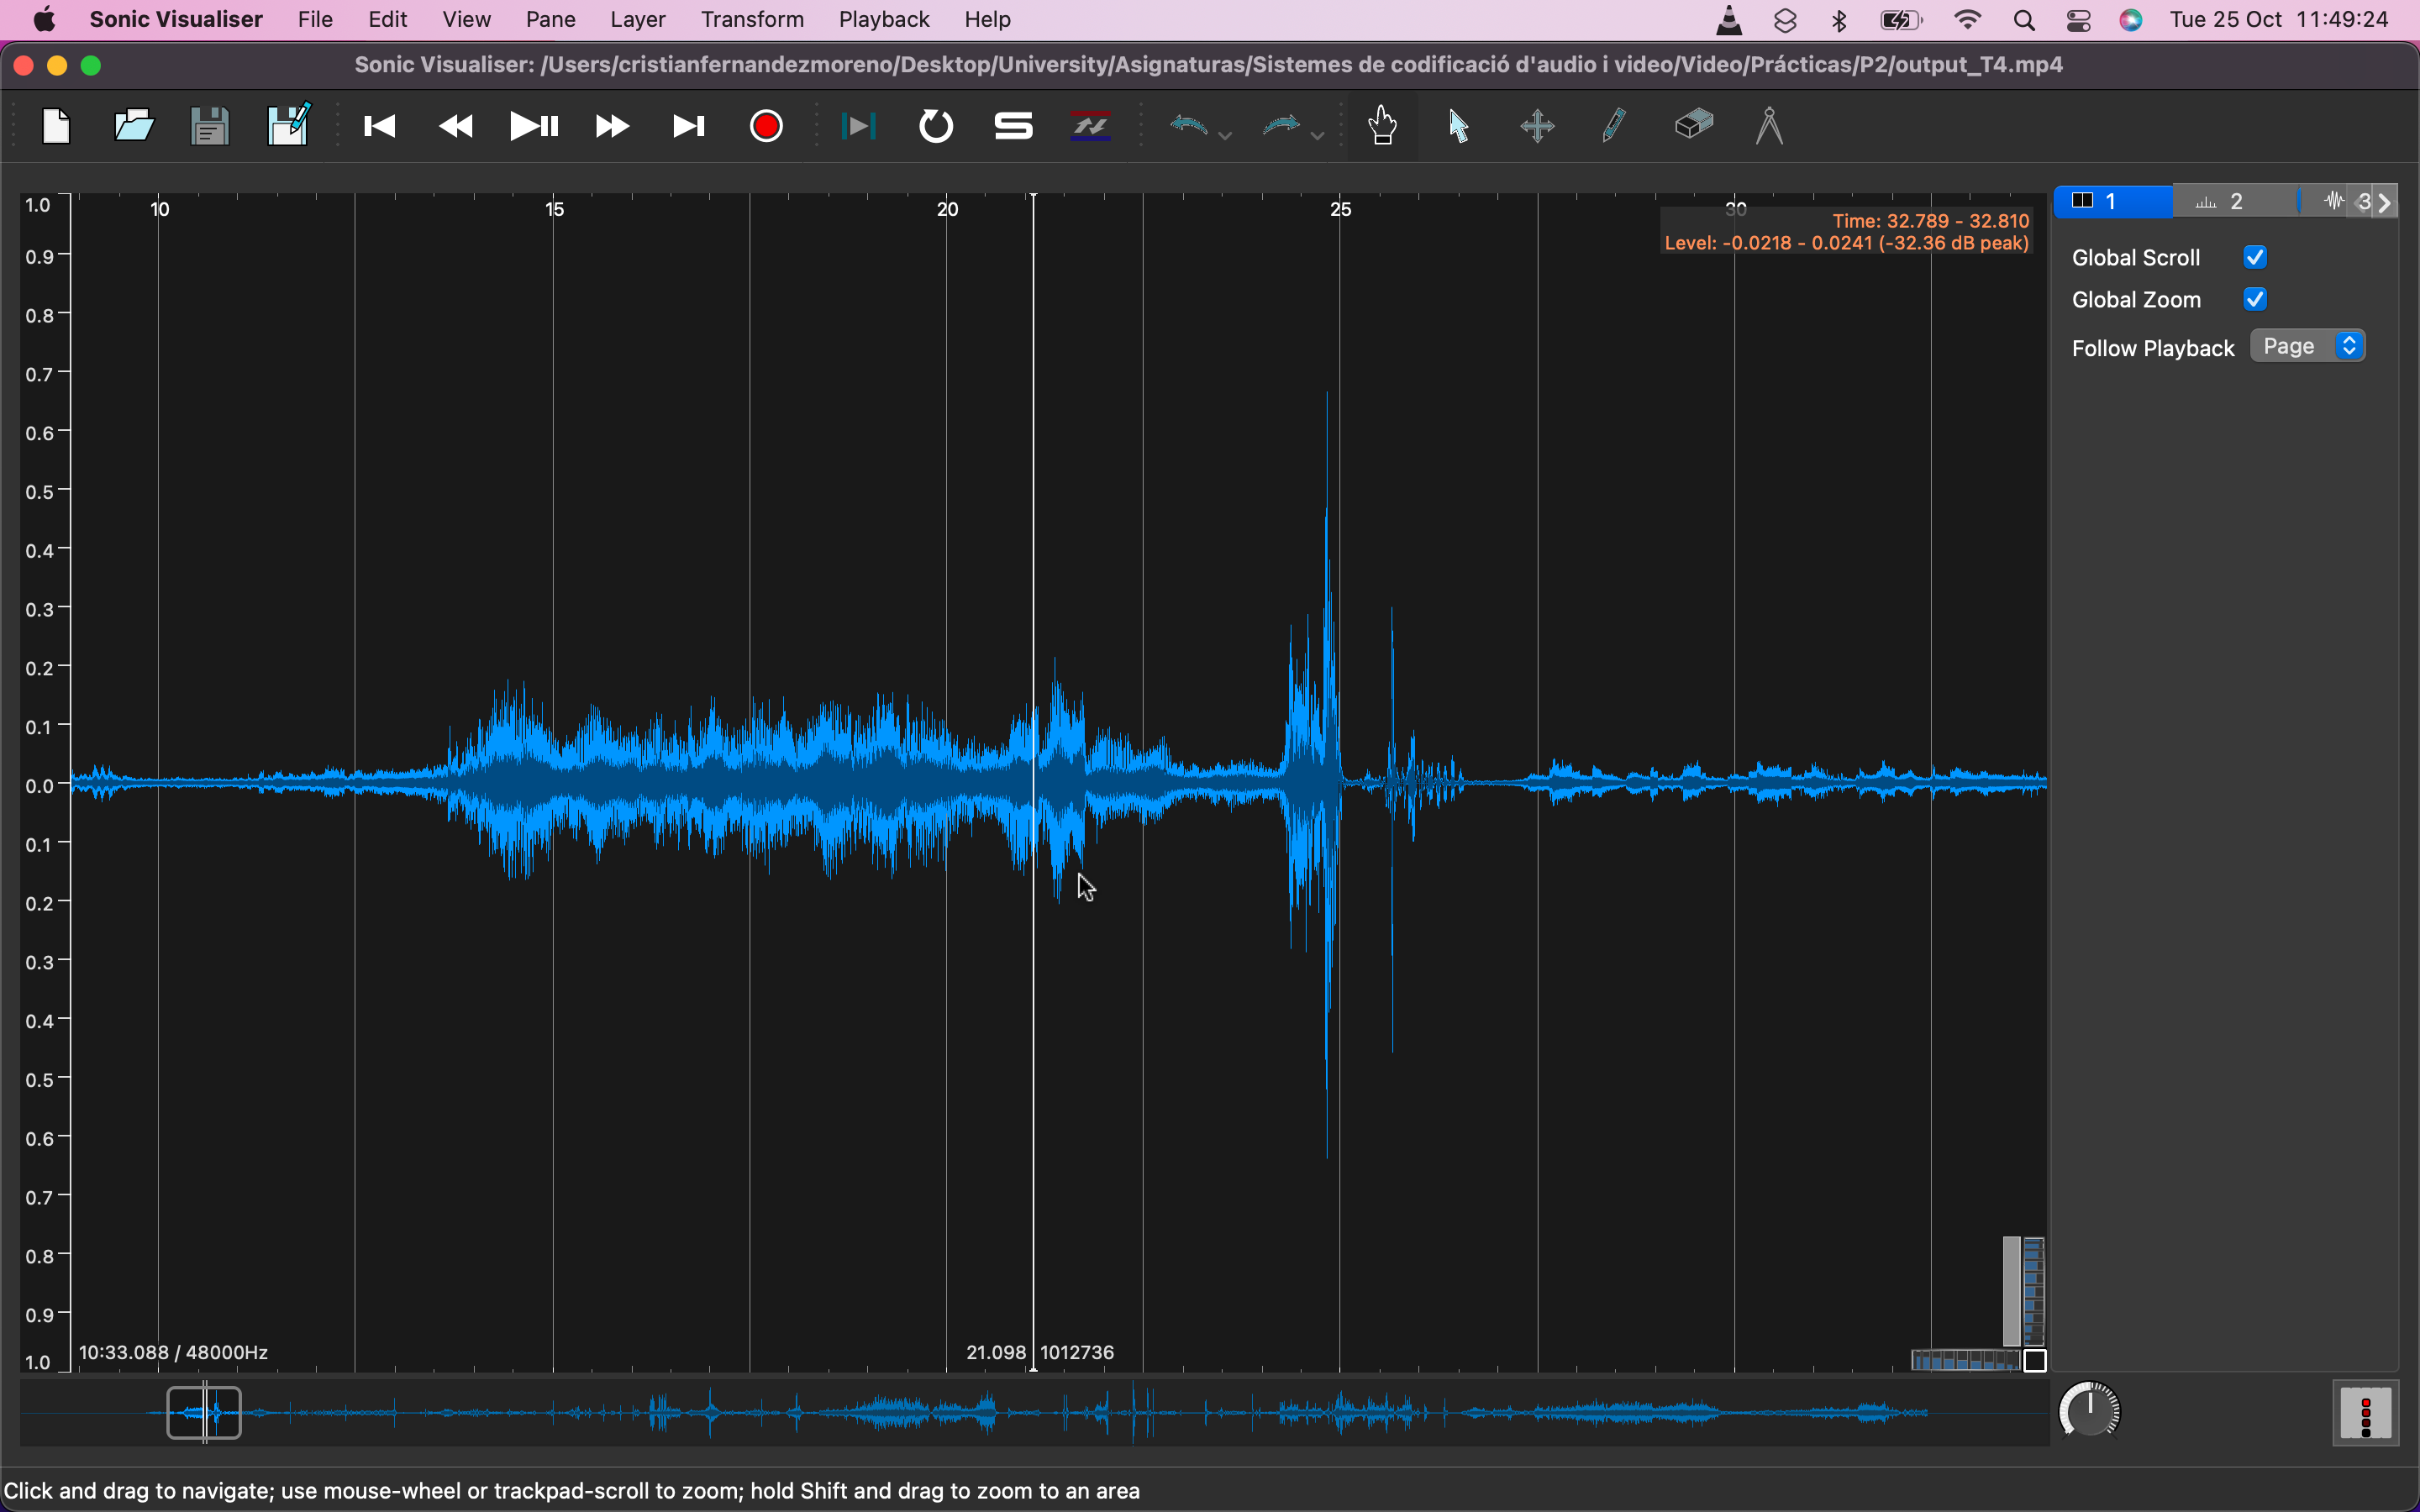 Sonic Visualiser File Edit View Pane Layer Transform Playback Help Tue 25 Oct 11:49:24
Sonic Visualiser: /Users/cristianfernandezmoreno/Desktop/University/Asignaturas/Sistemes de codificació d'audio i video/Video/Prácticas/P2/output_T4.mp4
1 2 3
10 15 20 25 30
Time: 32.789 - 32.810
Level: -0.0218 - 0.0241 (-32.36 dB peak)
Global Scroll
Global Zoom
Follow Playback Page
1.0
0.9
0.8
0.7
0.6
0.5
0.4
0.3
0.2
0.1
0.0
0.1
0.2
0.3
0.4
0.5
0.6
0.7
0.8
0.9
1.0
10:33.088 / 48000Hz 21.098 1012736
Click and drag to navigate; use mouse-wheel or trackpad-scroll to zoom; hold Shift and drag to zoom to an area